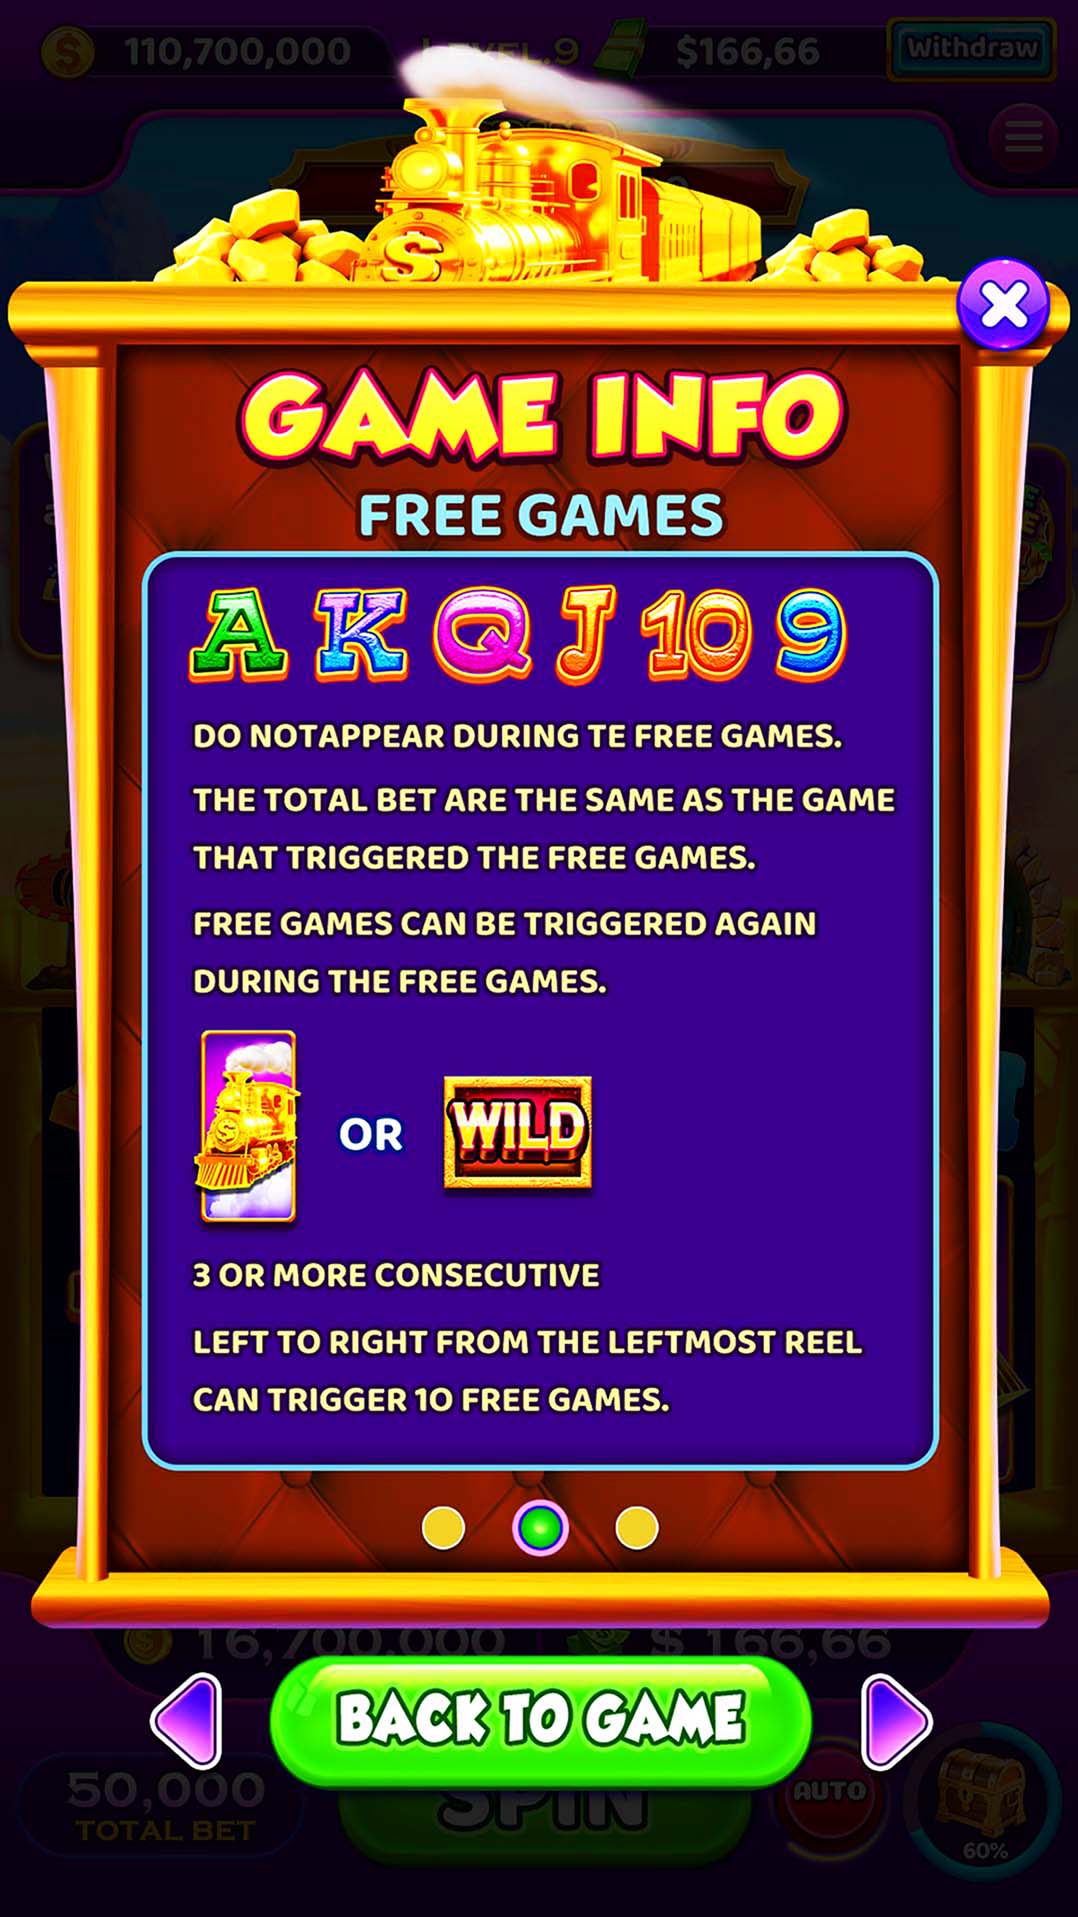 110,700,000 LEVEL.9 $166,66 Withdraw
GAME INFO
FREE GAMES
A K Q J 10 9
DO NOTAPPEAR DURING TE FREE GAMES.
THE TOTAL BET ARE THE SAME AS THE GAME
THAT TRIGGERED THE FREE GAMES.
FREE GAMES CAN BE TRIGGERED AGAIN
DURING THE FREE GAMES.
OR WILD
3 OR MORE CONSECUTIVE
LEFT TO RIGHT FROM THE LEFTMOST REEL
CAN TRIGGER 10 FREE GAMES.
16,700,000 $ 166,66
BACK TO GAME
50,000
TOTAL BET
SPIN
AUTO
60%